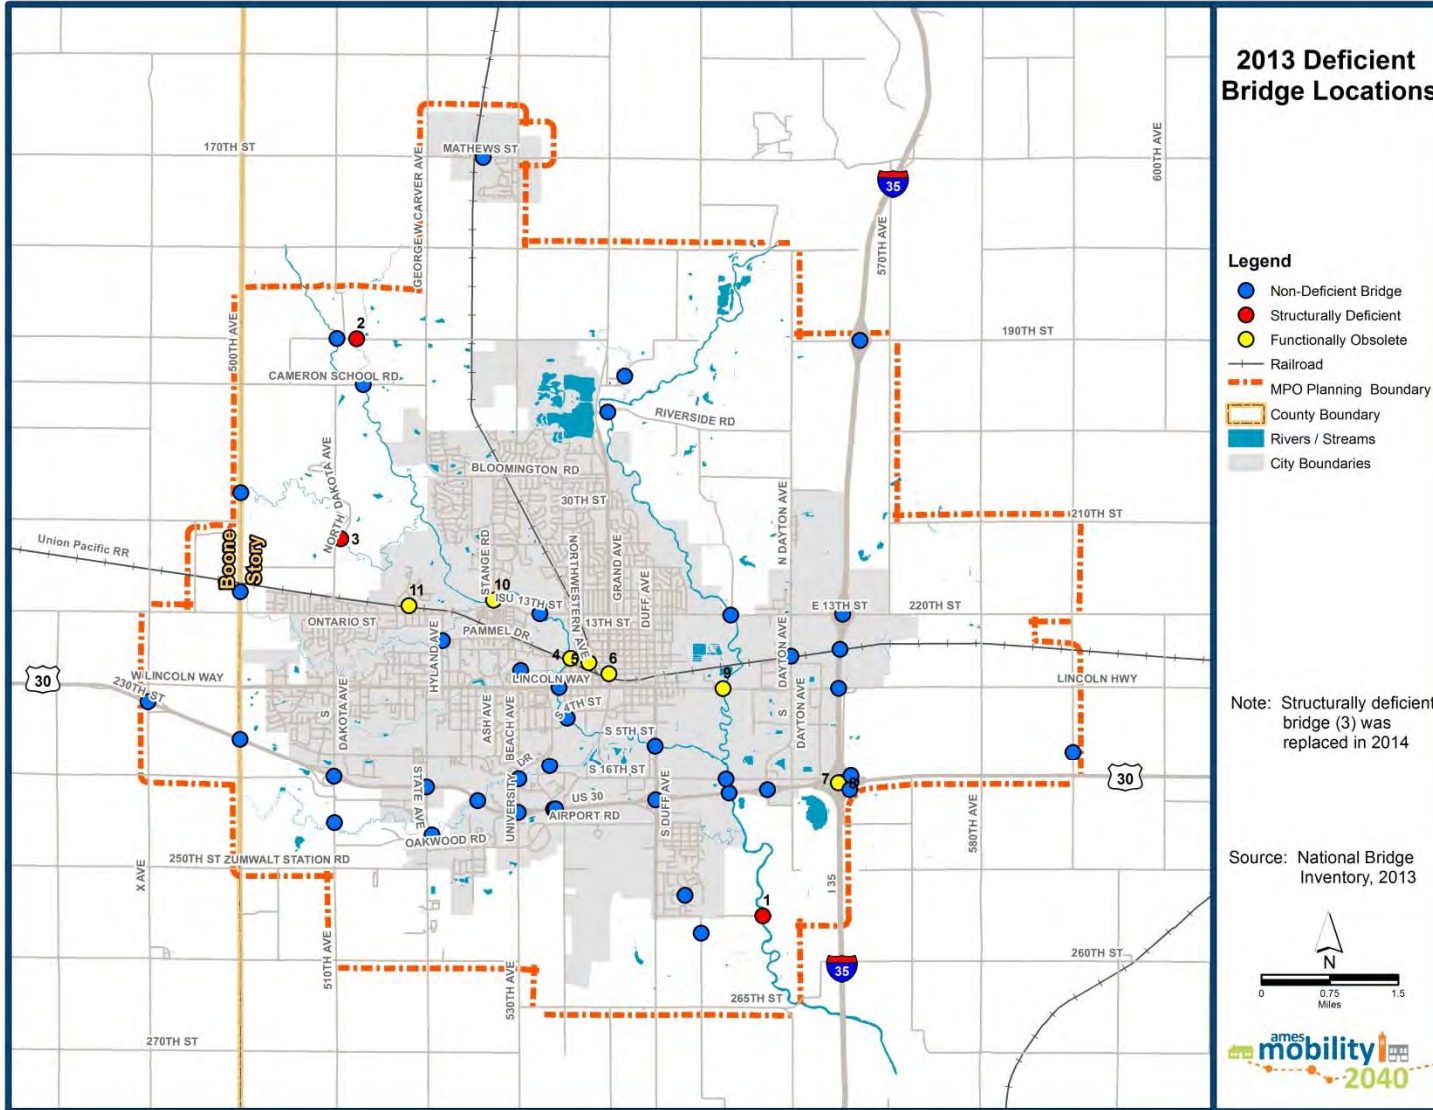 2013 Deficient
Bridge Locations
Legend
Non-Deficient Bridge
Structurally Deficient
Functionally Obsolete
Railroad
MPO Planning Boundary
County Boundary
Rivers / Streams
City Boundaries
Note: Structurally deficient
bridge (3) was
replaced in 2014
Source: National Bridge
Inventory, 2013
N
0 0.75 1.5
Miles
ames
mobility
2040
170TH ST
MATHEWS ST
GEORGE W CARVER AVE
600TH AVE
35
570TH AVE
500TH AVE
2
190TH ST
CAMERON SCHOOL RD
RIVERSIDE RD
NORTH DAKOTA AVE
BLOOMINGTON RD
30TH ST
N DAYTON AVE
210TH ST
Union Pacific RR
Boone
Story
3
STANGE RD
NORTHWESTERN AVE
GRAND AVE
DUFF AVE
11
10
ISU 13TH ST
E 13TH ST
220TH ST
ONTARIO ST
13TH ST
PAMMEL DR
HYLAND AVE
4
5
6
9
30
W LINCOLN WAY
LINCOLN WAY
LINCOLN HWY
230TH ST
S DAKOTA AVE
ASH AVE
BEACH AVE
S 4TH ST
S 5TH ST
S DAYTON AVE
DAYTON AVE
S 16TH ST
DR
7
8
30
STATE AVE
UNIVERSITY
US 30
AIRPORT RD
S DUFF AVE
OAKWOOD RD
580TH AVE
250TH ST ZUMWALT STATION RD
X AVE
I 35
1
510TH AVE
530TH AVE
35
260TH ST
265TH ST
270TH ST